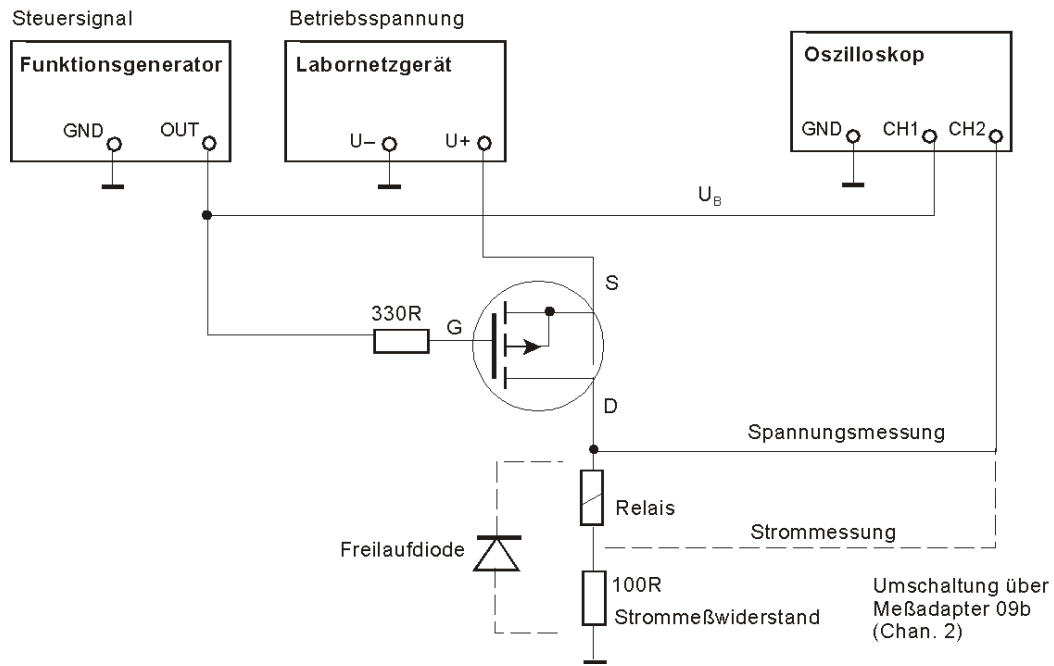 Steuersignal
Betriebsspannung
Funktionsgenerator
Labornetzgerät
Oszilloskop
GND
OUT
U–
U+
GND
CH1
CH2
U_B
S
330R
G
D
Spannungsmessung
Relais
Strommessung
Freilaufdiode
100R
Strommeßwiderstand
Umschaltung über
Meßadapter 09b
(Chan. 2)